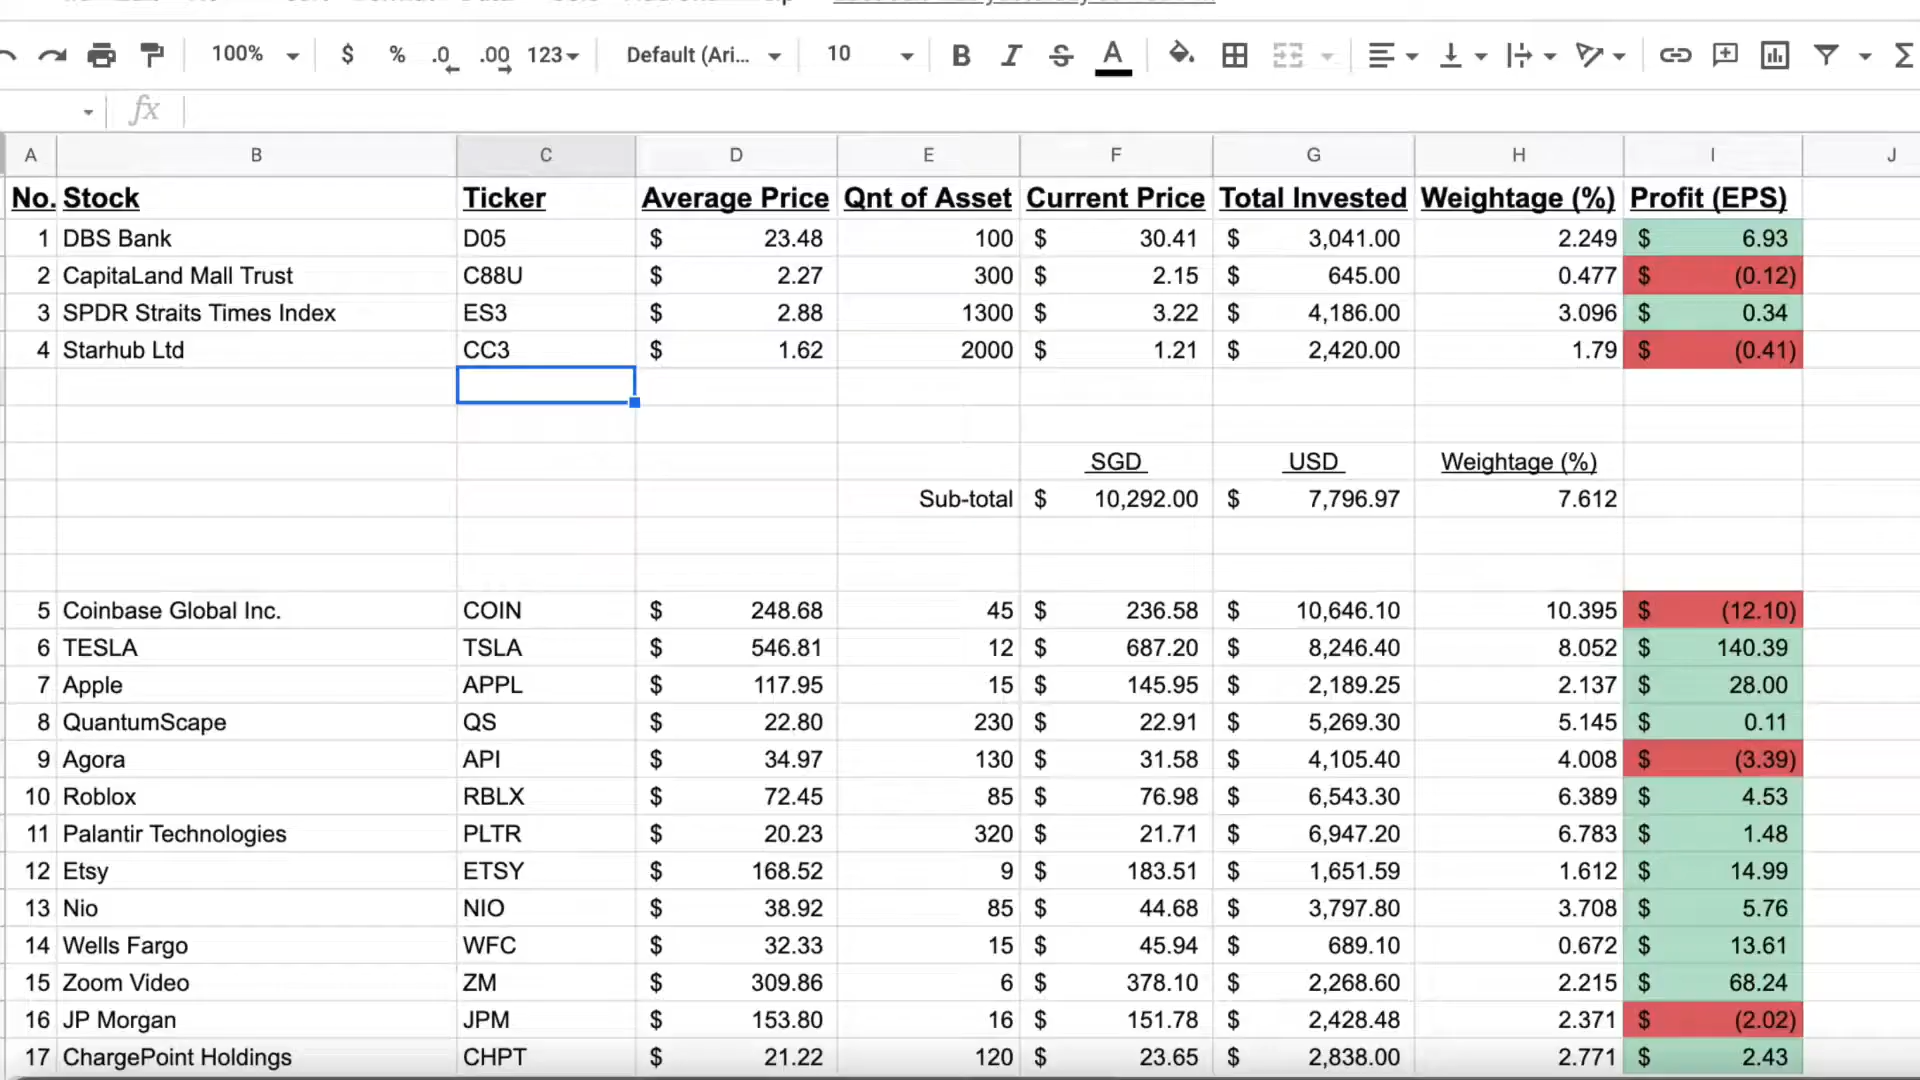 100% $ % .0 .00 123 Default (Ari... 10 B I S A Σ
fx
A B C D E F G H I J
No. Stock Ticker Average Price Qnt of Asset Current Price Total Invested Weightage (%) Profit (EPS)
1 DBS Bank D05 $ 23.48 100 $ 30.41 $ 3,041.00 2.249 $ 6.93
2 CapitaLand Mall Trust C88U $ 2.27 300 $ 2.15 $ 645.00 0.477 $ (0.12)
3 SPDR Straits Times Index ES3 $ 2.88 1300 $ 3.22 $ 4,186.00 3.096 $ 0.34
4 Starhub Ltd CC3 $ 1.62 2000 $ 1.21 $ 2,420.00 1.79 $ (0.41)
SGD USD Weightage (%)
Sub-total $ 10,292.00 $ 7,796.97 7.612
5 Coinbase Global Inc. COIN $ 248.68 45 $ 236.58 $ 10,646.10 10.395 $ (12.10)
6 TESLA TSLA $ 546.81 12 $ 687.20 $ 8,246.40 8.052 $ 140.39
7 Apple APPL $ 117.95 15 $ 145.95 $ 2,189.25 2.137 $ 28.00
8 QuantumScape QS $ 22.80 230 $ 22.91 $ 5,269.30 5.145 $ 0.11
9 Agora API $ 34.97 130 $ 31.58 $ 4,105.40 4.008 $ (3.39)
10 Roblox RBLX $ 72.45 85 $ 76.98 $ 6,543.30 6.389 $ 4.53
11 Palantir Technologies PLTR $ 20.23 320 $ 21.71 $ 6,947.20 6.783 $ 1.48
12 Etsy ETSY $ 168.52 9 $ 183.51 $ 1,651.59 1.612 $ 14.99
13 Nio NIO $ 38.92 85 $ 44.68 $ 3,797.80 3.708 $ 5.76
14 Wells Fargo WFC $ 32.33 15 $ 45.94 $ 689.10 0.672 $ 13.61
15 Zoom Video ZM $ 309.86 6 $ 378.10 $ 2,268.60 2.215 $ 68.24
16 JP Morgan JPM $ 153.80 16 $ 151.78 $ 2,428.48 2.371 $ (2.02)
17 ChargePoint Holdings CHPT $ 21.22 120 $ 23.65 $ 2,838.00 2.771 $ 2.43